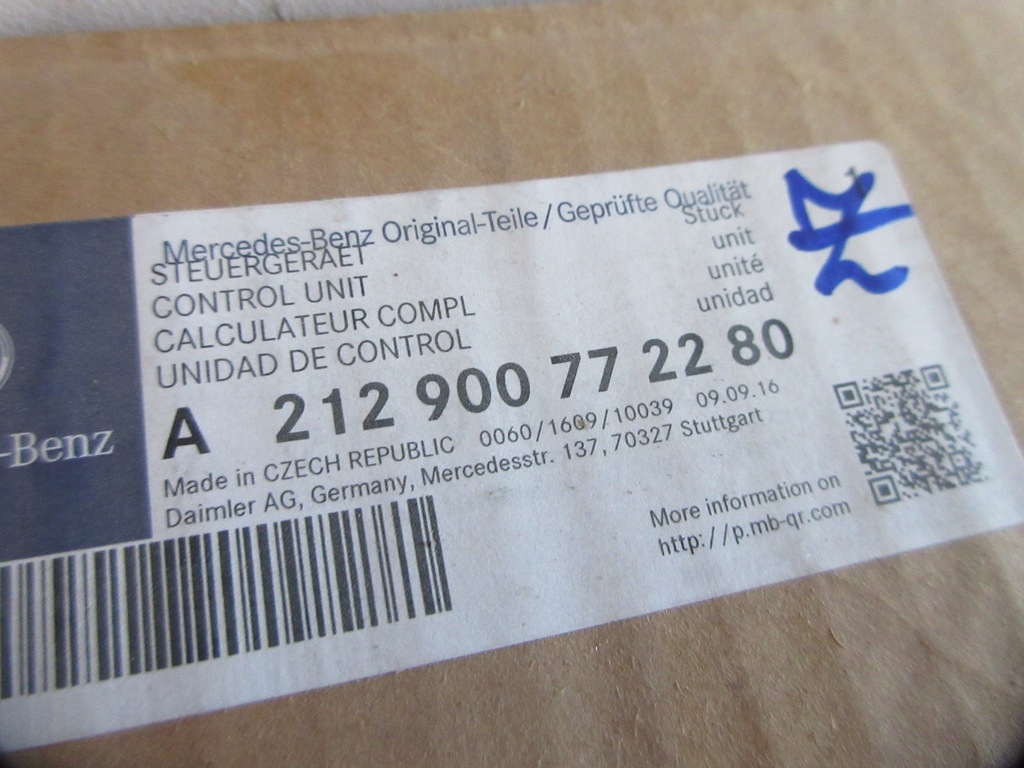 Mercedes-Benz Original-Teile/Geprüfte Qualität
STEUERGERAET
CONTROL UNIT
CALCULATEUR COMPL
UNIDAD DE CONTROL
1
Stück
unit
unité
unidad
A 212 900 77 22 80
Made in CZECH REPUBLIC 0060/1609/10039 09.09.16
Daimler AG, Germany, Mercedesstr. 137, 70327 Stuttgart
-Benz
More information on
http://p.mb-qr.com